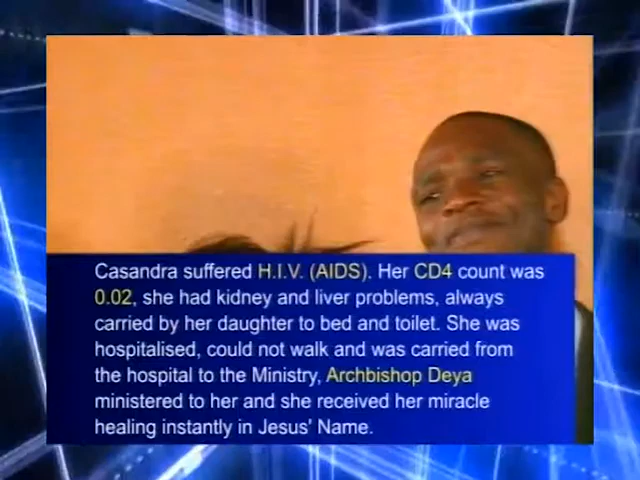 Casandra suffered H.I.V. (AIDS). Her CD4 count was
0.02, she had kidney and liver problems, always
carried by her daughter to bed and toilet. She was
hospitalised, could not walk and was carried from
the hospital to the Ministry, Archbishop Deya
ministered to her and she received her miracle
healing instantly in Jesus' Name.